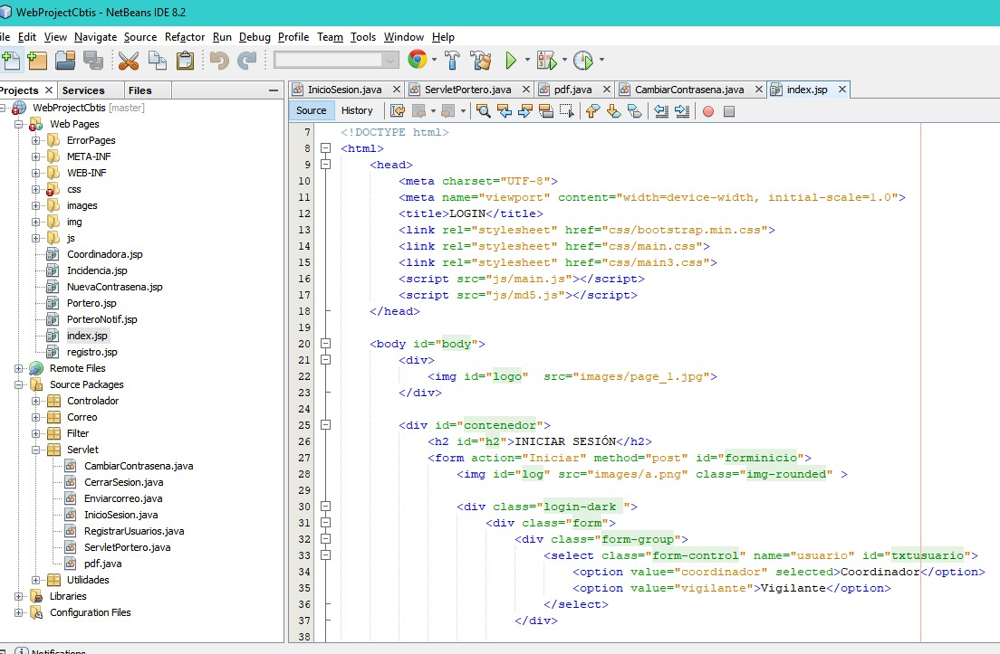 WebProjectCbtis - NetBeans IDE 8.2
ile Edit View Navigate Source Refactor Run Debug Profile Team Tools Window Help
Projects Services Files
WebProjectCbtis [master]
Web Pages
ErrorPages
META-INF
WEB-INF
css
images
img
js
Coordinadora.jsp
Incidencia.jsp
NuevaContrasena.jsp
Portero.jsp
PorteroNotif.jsp
index.jsp
registro.jsp
Remote Files
Source Packages
Controlador
Correo
Filter
Servlet
CambiarContrasena.java
CerrarSesion.java
Enviarcorreo.java
InicioSesion.java
RegistrarUsuarios.java
ServletPortero.java
pdf.java
Utilidades
Libraries
Configuration Files
InicioSesion.java ServletPortero.java pdf.java CambiarContrasena.java index.jsp
Source History
7 <!DOCTYPE html>
8 <html>
9 <head>
10 <meta charset="UTF-8">
11 <meta name="viewport" content="width=device-width, initial-scale=1.0">
12 <title>LOGIN</title>
13 <link rel="stylesheet" href="css/bootstrap.min.css">
14 <link rel="stylesheet" href="css/main.css">
15 <link rel="stylesheet" href="css/main3.css">
16 <script src="js/main.js"></script>
17 <script src="js/md5.js"></script>
18 </head>
19
20 <body id="body">
21 <div>
22 <img id="logo"  src="images/page_1.jpg">
23 </div>
24
25 <div id="contenedor">
26 <h2 id="h2">INICIAR SESIÓN</h2>
27 <form action="Iniciar" method="post" id="forminicio">
28 <img id="log" src="images/a.png" class="img-rounded" >
29
30 <div class="login-dark ">
31 <div class="form">
32 <div class="form-group">
33 <select class="form-control" name="usuario" id="txtusuario">
34 <option value="coordinador" selected>Coordinador</option>
35 <option value="vigilante">Vigilante</option>
36 </select>
37 </div>
38
Notifications